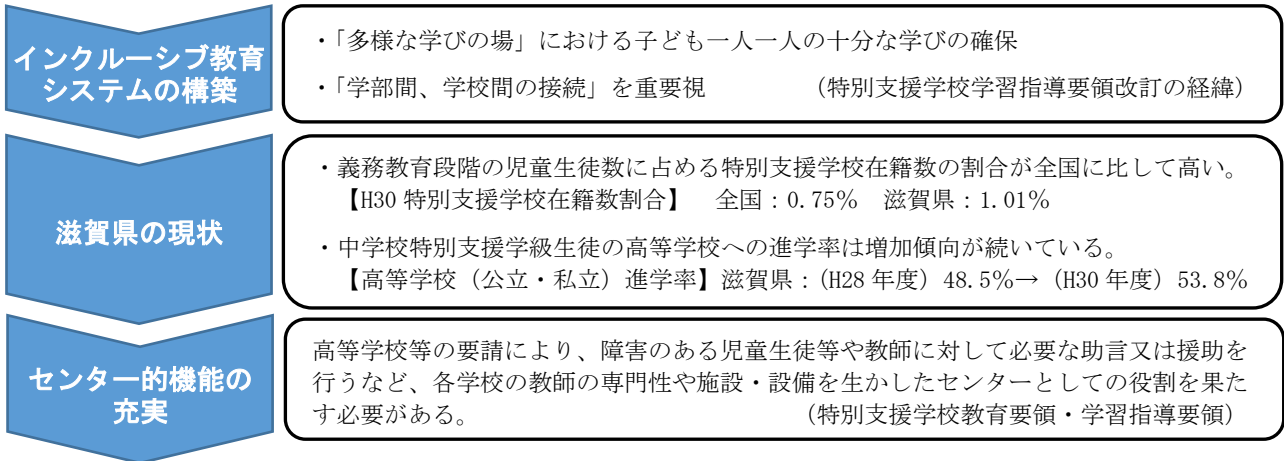 インクルーシブ教育
システムの構築
・「多様な学びの場」における子ども一人一人の十分な学びの確保
・「学部間、学校間の接続」を重要視 (特別支援学校学習指導要領改訂の経緯)
滋賀県の現状
・義務教育段階の児童生徒数に占める特別支援学校在籍数の割合が全国に比して高い。
【H30 特別支援学校在籍数割合】 全国：0.75％ 滋賀県：1.01％
・中学校特別支援学級生徒の高等学校への進学率は増加傾向が続いている。
【高等学校（公立・私立）進学率】滋賀県：(H28 年度) 48.5％→ (H30 年度) 53.8％
センター的機能の
充実
高等学校等の要請により、障害のある児童生徒等や教師に対して必要な助言又は援助を
行うなど、各学校の教師の専門性や施設・設備を生かしたセンターとしての役割を果た
す必要がある。 (特別支援学校教育要領・学習指導要領)